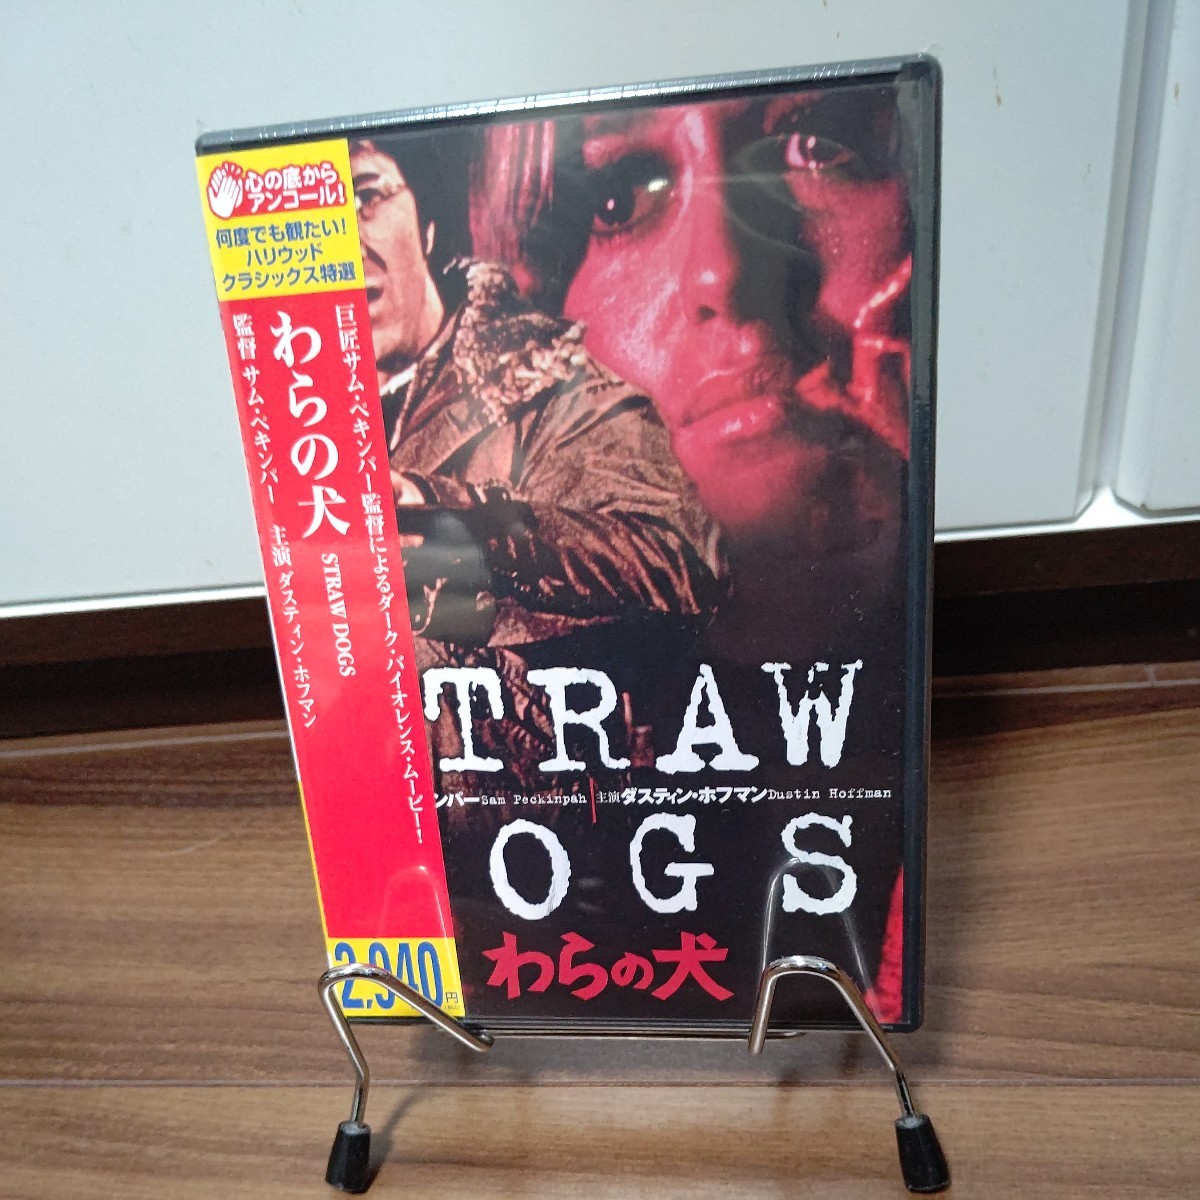 心の底から
アンコール!
何度でも観たい!
ハリウッド
クラシックス特選
巨匠サム・ペキンパー監督によるダーク・バイオレンス・ムービー!
わらの犬 STRAW DOGS
監督 サム・ペキンパー 主演 ダスティン・ホフマン
2,940円
TRAW
ンパー Sam Peckinpah 主演 ダスティン・ホフマン Dustin Hoffman
OGS
わらの犬